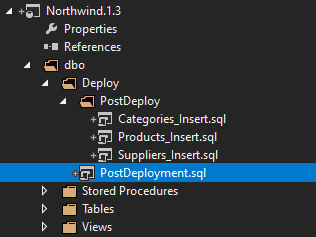 Northwind.1.3
Properties
References
dbo
Deploy
PostDeploy
Categories_Insert.sql
Products_Insert.sql
Suppliers_Insert.sql
PostDeployment.sql
Stored Procedures
Tables
Views